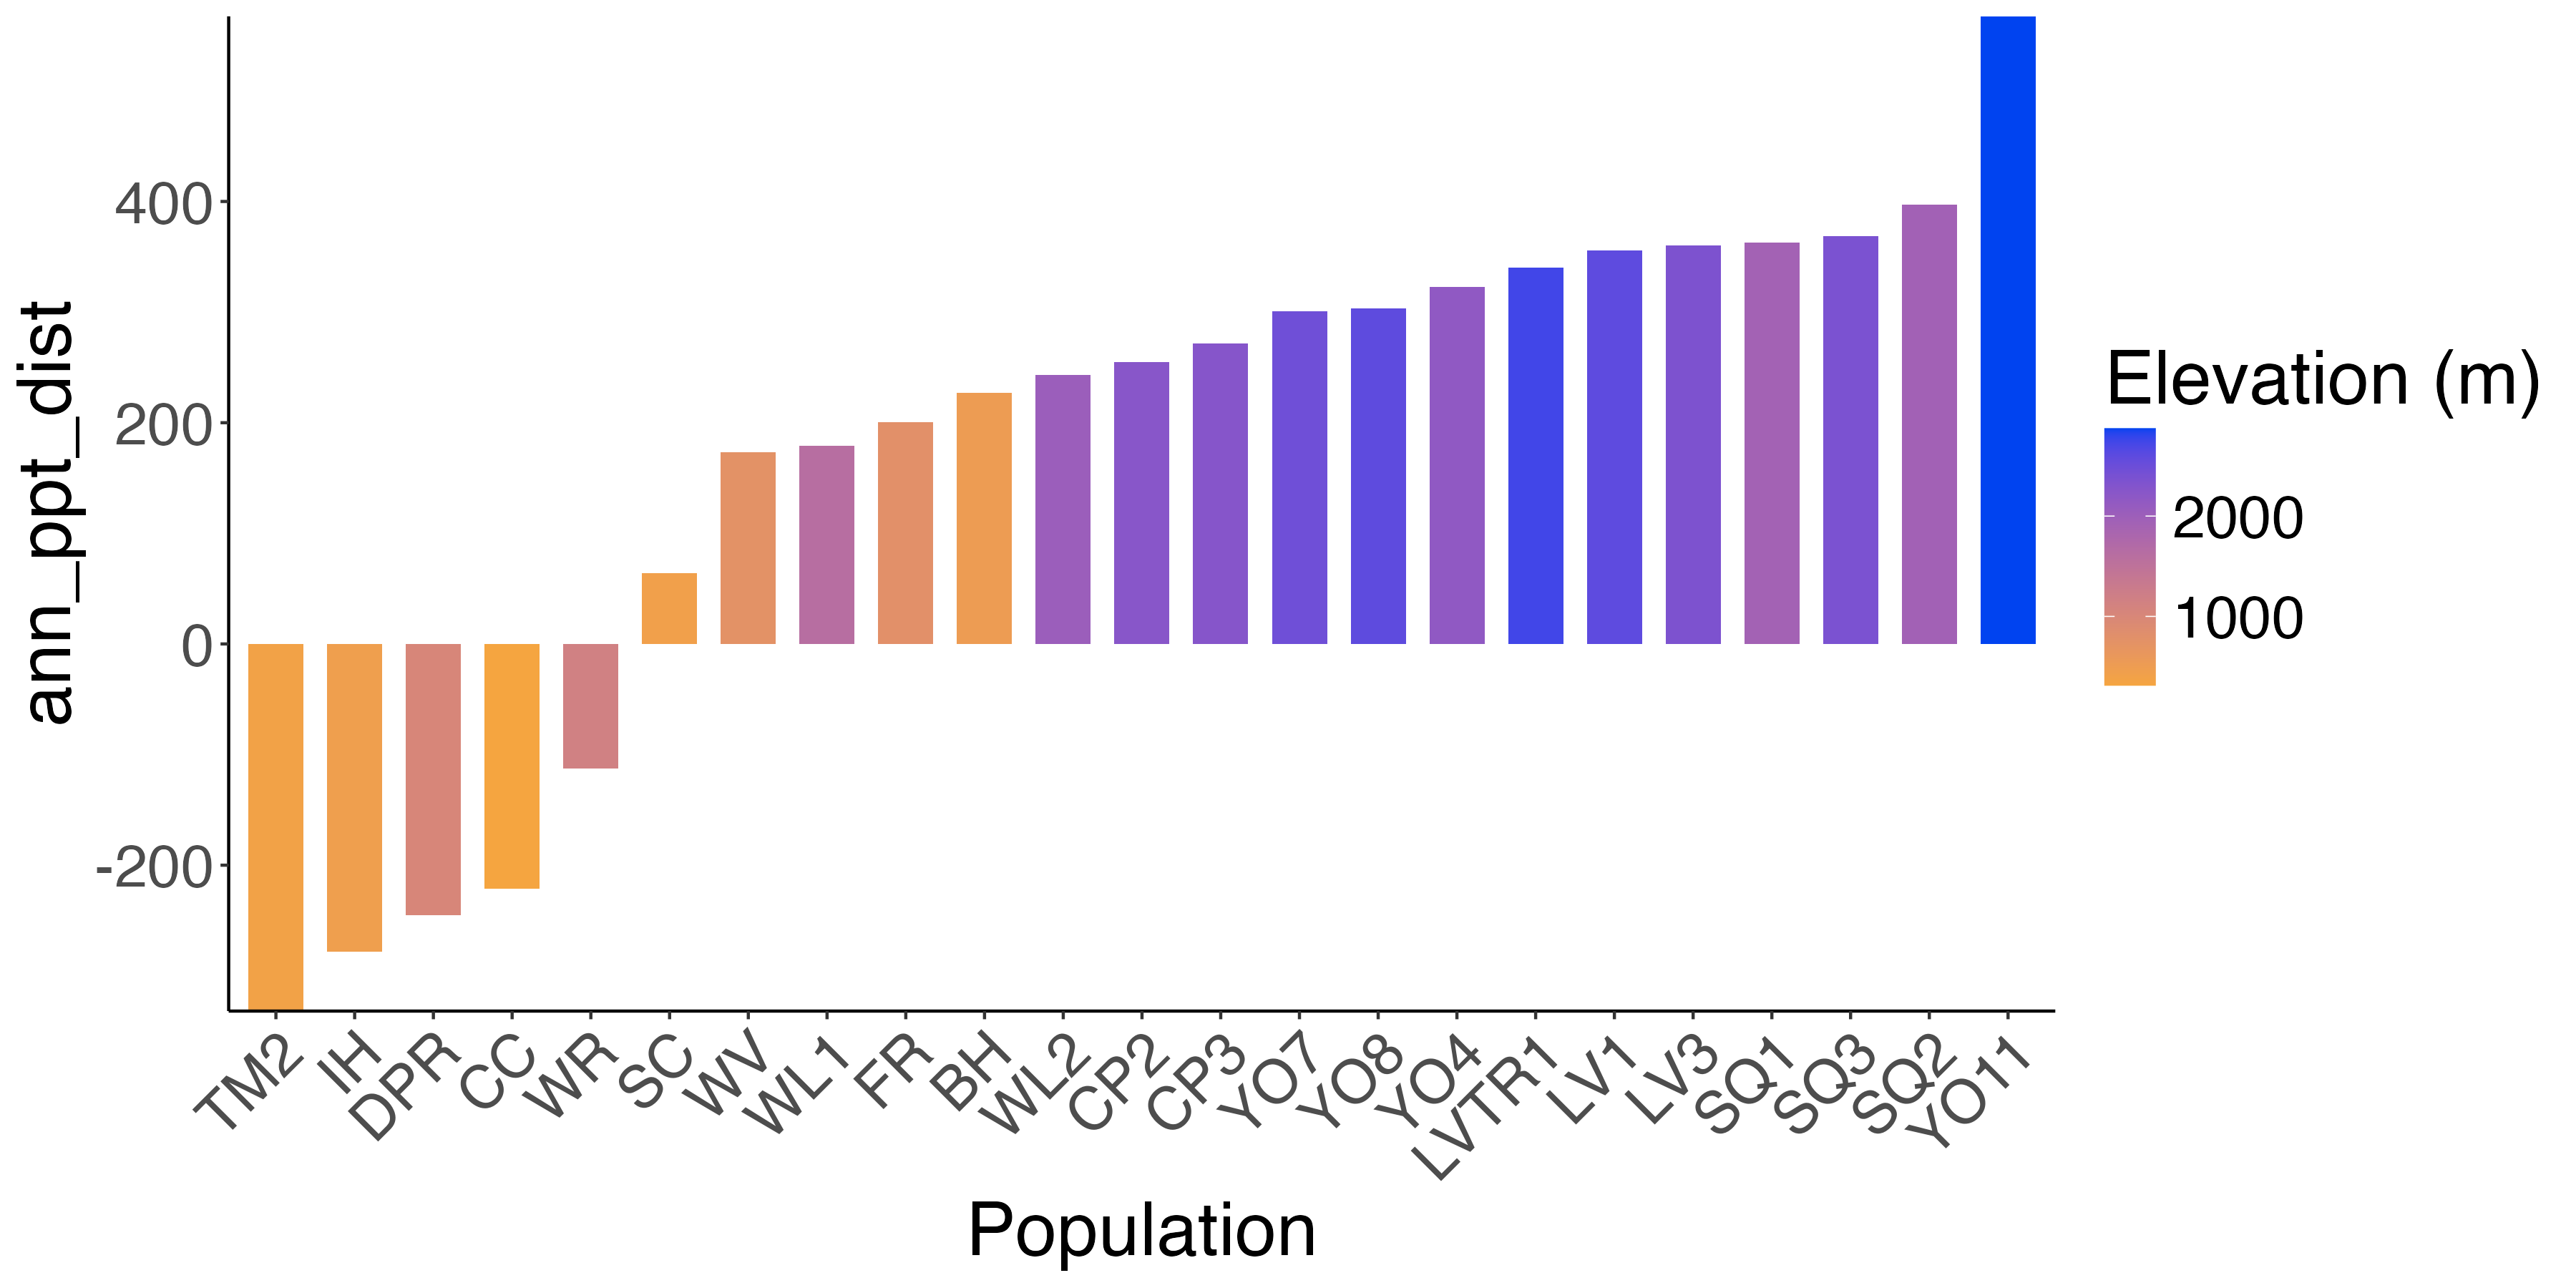 ann_ppt_dist
400
200
0
-200
TM2
IH
DPR
CC
WR
SC
WV
WL1
FR
BH
WL2
CP2
CP3
YO7
YO8
YO4
LVTR1
LV1
LV3
SQ1
SQ3
SQ2
YO11
Population
Elevation (m)
2000
1000